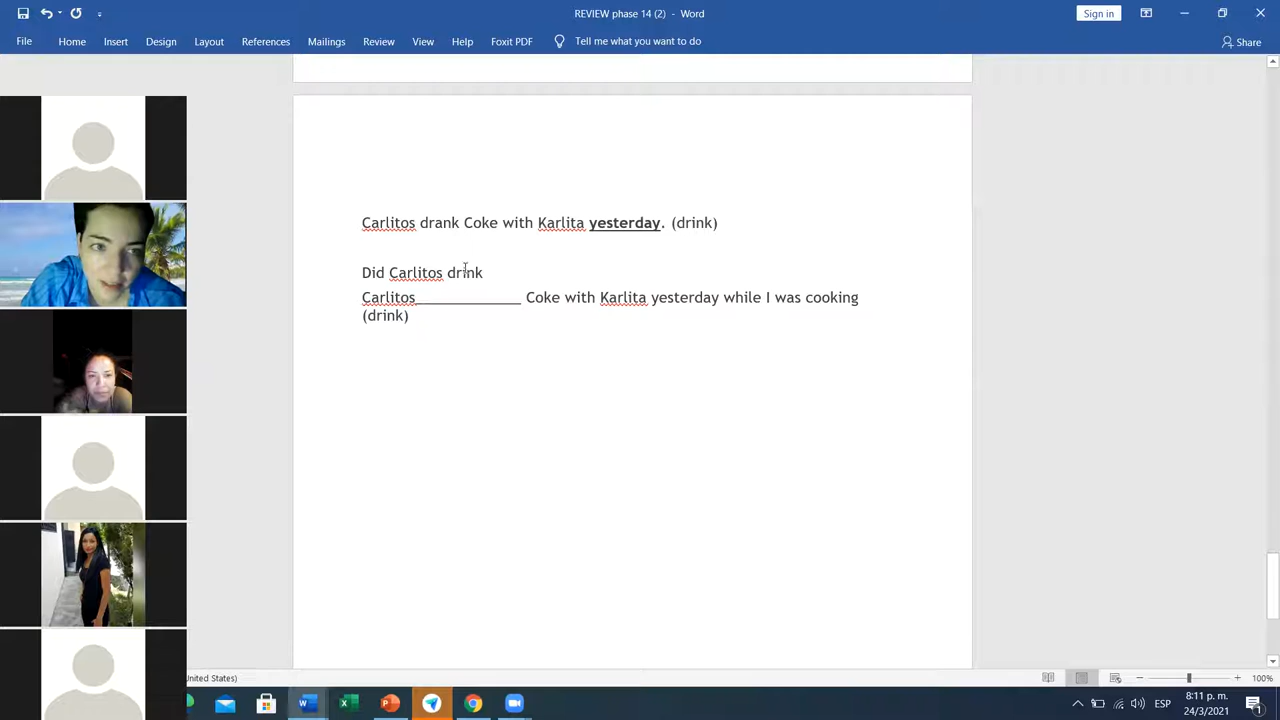 REVIEW phase 14 (2) - Word
Sign in
File Home Insert Design Layout References Mailings Review View Help Foxit PDF Tell me what you want to do Share
Carlitos drank Coke with Karlita yesterday. (drink)
Did Carlitos drink
Carlitos_____________ Coke with Karlita yesterday while I was cooking
(drink)
United States)
100%
ESP
8:11 p. m.
24/3/2021